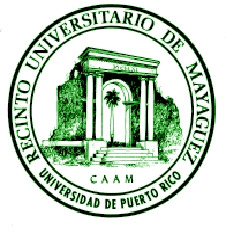 RECINTO UNIVERSITARIO DE MAYAGÜEZ
CAAM
UNIVERSIDAD DE PUERTO RICO